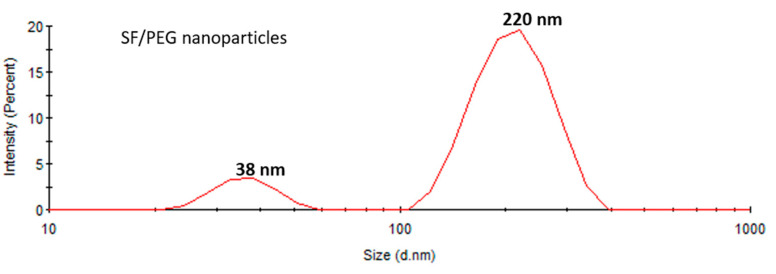 220 nm
SF/PEG nanoparticles
38 nm
Intensity (Percent)
20
15
10
5
0
10
100
1000
Size (d.nm)